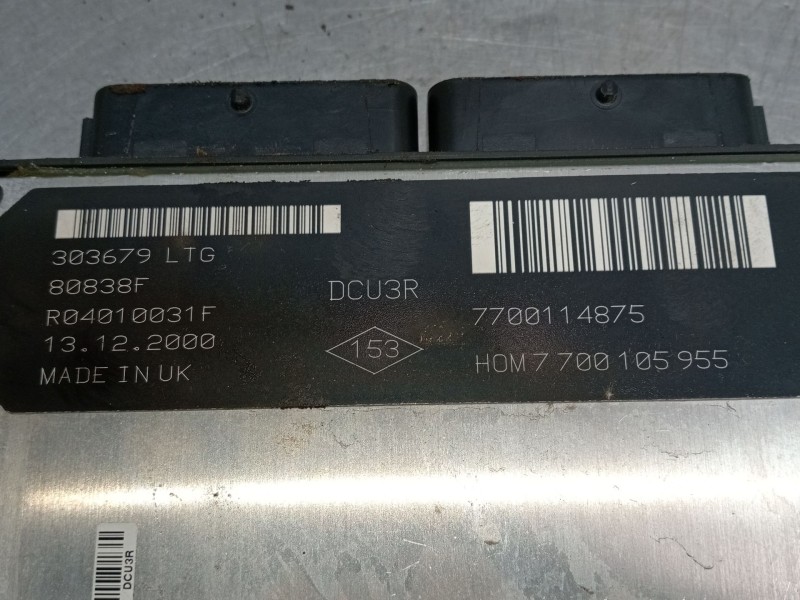 303679 LTG
80838F
R04010031F
13.12.2000
MADE IN UK
DCU3R
153
7700114875
HOM 7 700 105 955
DCU3R